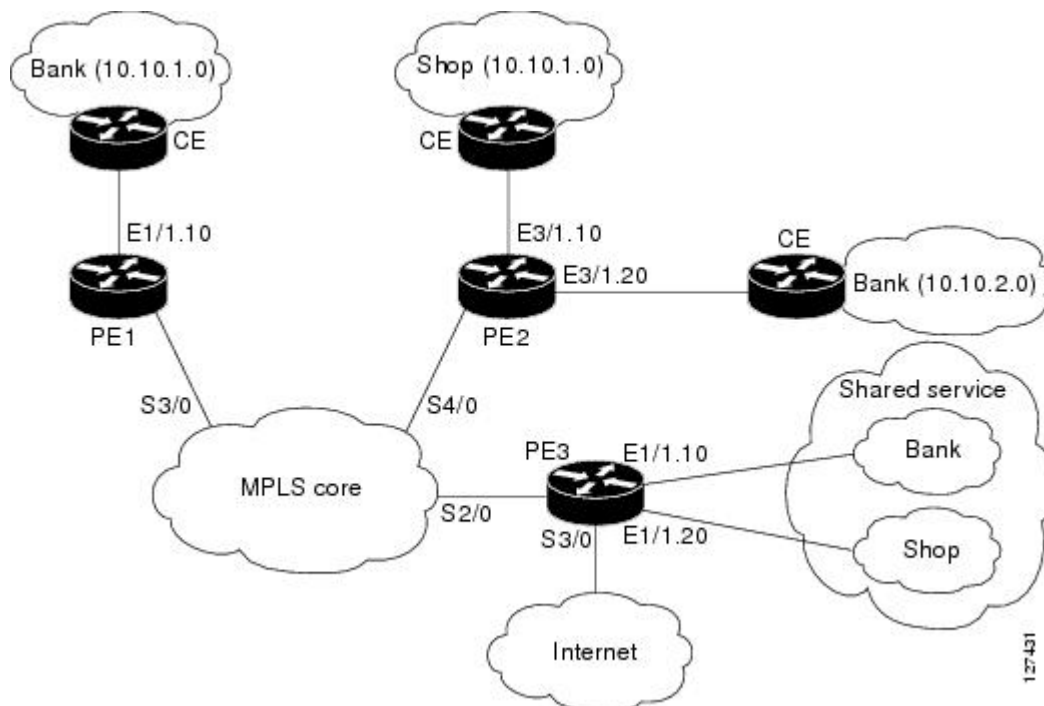 Bank (10.10.1.0)
Shop (10.10.1.0)
CE
CE
E1/1.10
E3/1.10
CE
E3/1.20
Bank (10.10.2.0)
PE1
PE2
Shared service
S3/0
S4/0
Bank
PE3
E1/1.10
MPLS core
S2/0
S3/0
E1/1.20
Shop
Internet
127431